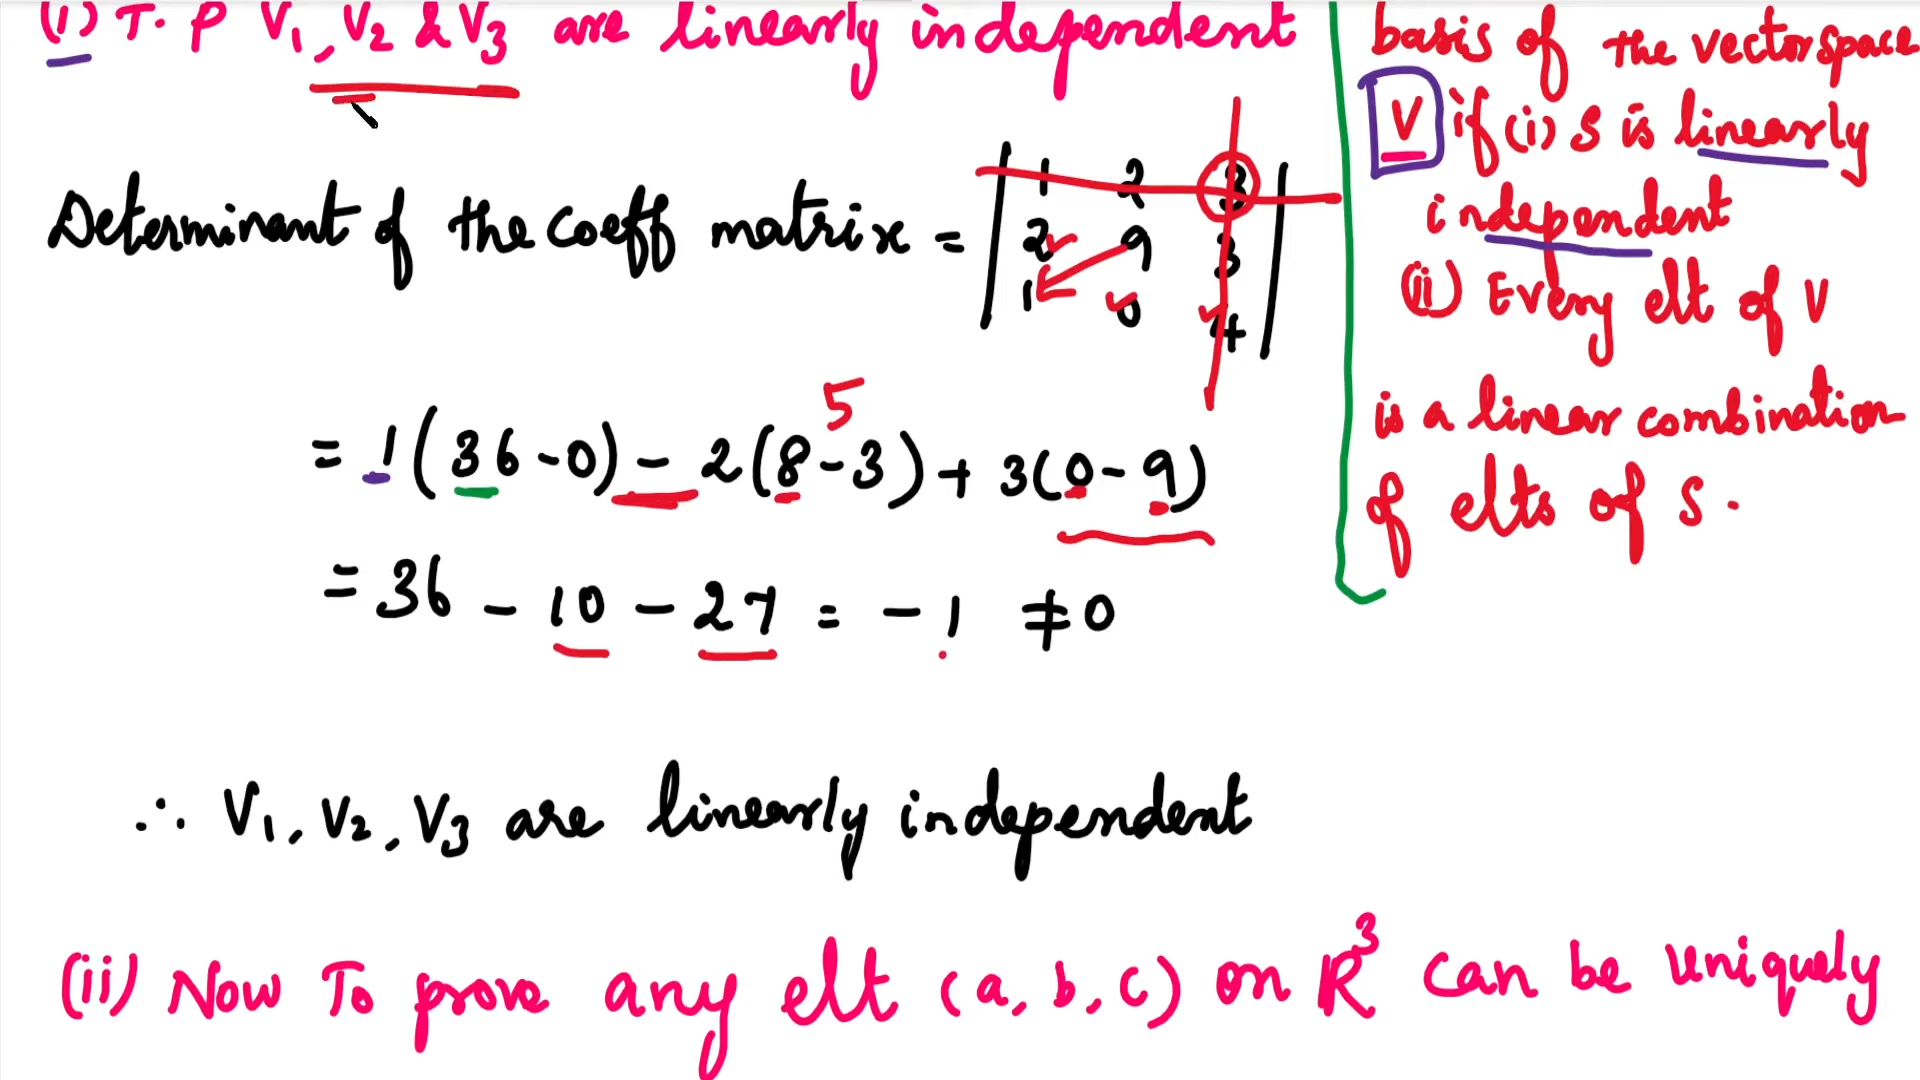 (i) T. P V₁, V₂ & V₃ are linearly independent
Determinant of the coeff matrix =
1 2 3
2 9 3
1 0 4
5
= 1(36-0) - 2(8-3) + 3(0-9)
= 36 - 10 - 27 = -1 ≠0
∴ V₁, V₂, V₃ are linearly independent
(ii) Now To prove any elt (a, b, c) on R³ can be uniquely
basis of the vector space
V if (i) S is linearly
independent
(ii) Every elt of V
is a linear combination
of elts of S.